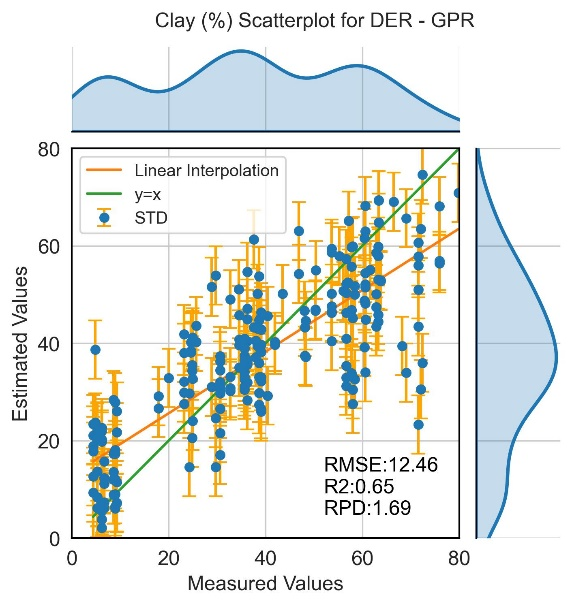 Clay (%) Scatterplot for DER - GPR
80
60
40
20
0
Estimated Values
Linear Interpolation
y=x
STD
RMSE:12.46
R2:0.65
RPD:1.69
0 20 40 60 80
Measured Values